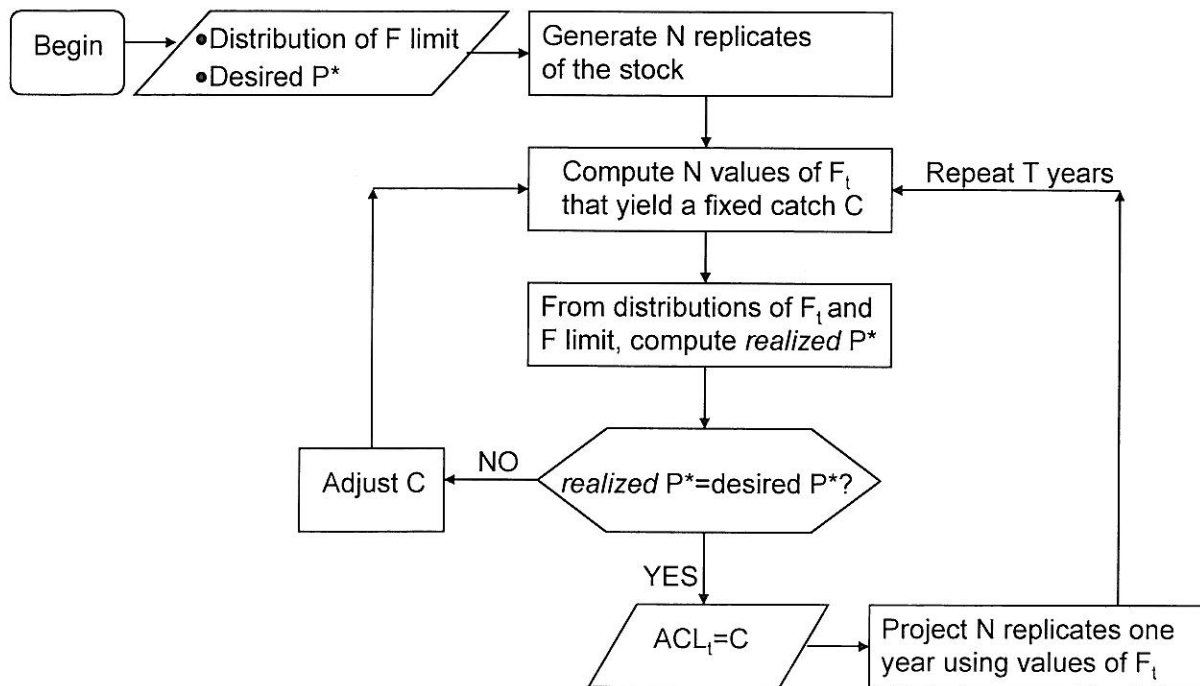 Begin
•Distribution of F limit
•Desired P*
Generate N replicates
of the stock
Compute N values of Fₜ
that yield a fixed catch C
Repeat T years
From distributions of Fₜ and
F limit, compute realized P*
Adjust C
NO
realized P*=desired P*?
YES
ACLₜ=C
Project N replicates one
year using values of Fₜ